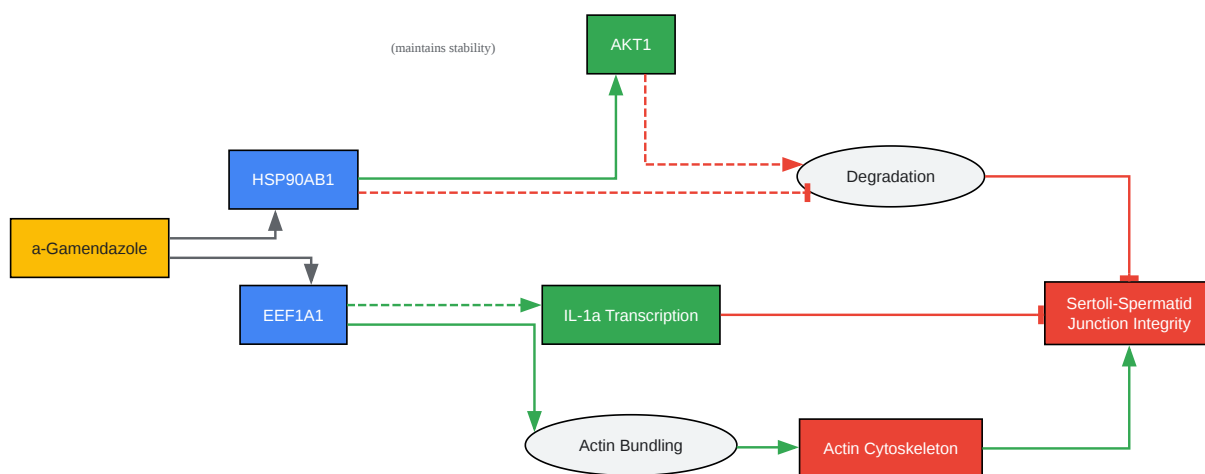 (maintains stability)
AKT1
HSP90AB1
Degradation
a-Gamendazole
EEF1A1
IL-1a Transcription
Sertoli-Spermatid
Junction Integrity
Actin Bundling
Actin Cytoskeleton